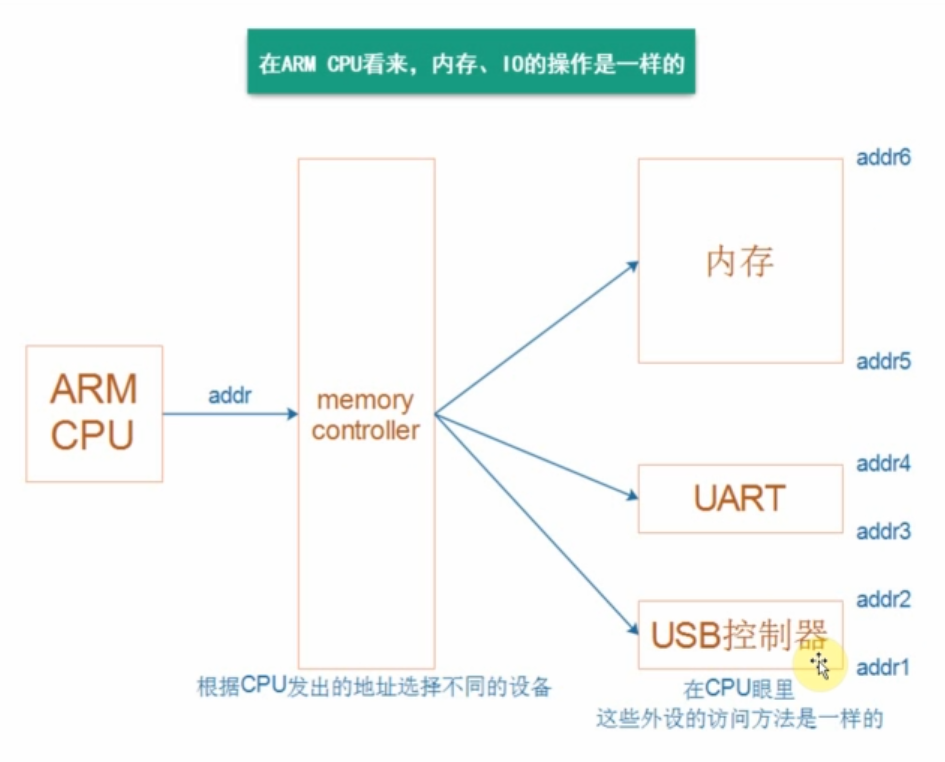 在ARM CPU看来，内存、IO的操作是一样的
addr6
内存
addr5
ARM
CPU
addr
memory
controller
addr4
UART
addr3
addr2
USB控制器
addr1
根据CPU发出的地址选择不同的设备
在CPU眼里
这些外设的访问方法是一样的